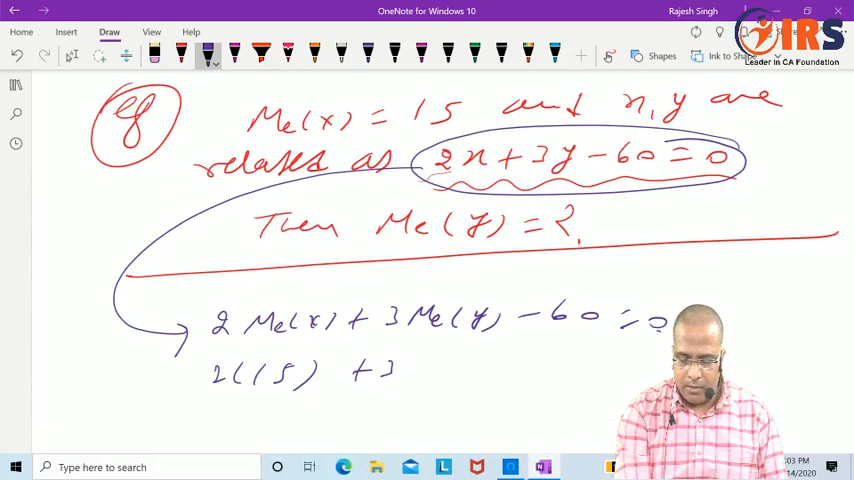 OneNote for Windows 10
Rajesh Singh
Home Insert Draw View Help
Shapes Ink to
IRS
Leader In CA Foundation
Eg
Me(x) = 15 and x, y are
related as 2x + 3y - 60 = 0
Then Me(y) = ?
2 Me(x) + 3 Me(y) - 60 = 0
2(15) + 3
Type here to search
L
N